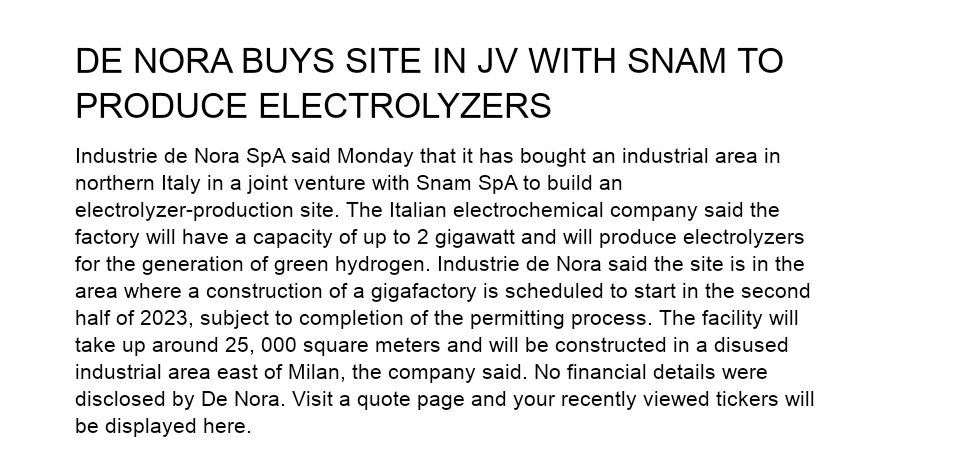 DE NORA BUYS SITE IN JV WITH SNAM TO
PRODUCE ELECTROLYZERS
Industrie de Nora SpA said Monday that it has bought an industrial area in
northern Italy in a joint venture with Snam SpA to build an
electrolyzer-production site. The Italian electrochemical company said the
factory will have a capacity of up to 2 gigawatt and will produce electrolyzers
for the generation of green hydrogen. Industrie de Nora said the site is in the
area where a construction of a gigafactory is scheduled to start in the second
half of 2023, subject to completion of the permitting process. The facility will
take up around 25, 000 square meters and will be constructed in a disused
industrial area east of Milan, the company said. No financial details were
disclosed by De Nora. Visit a quote page and your recently viewed tickers will
be displayed here.